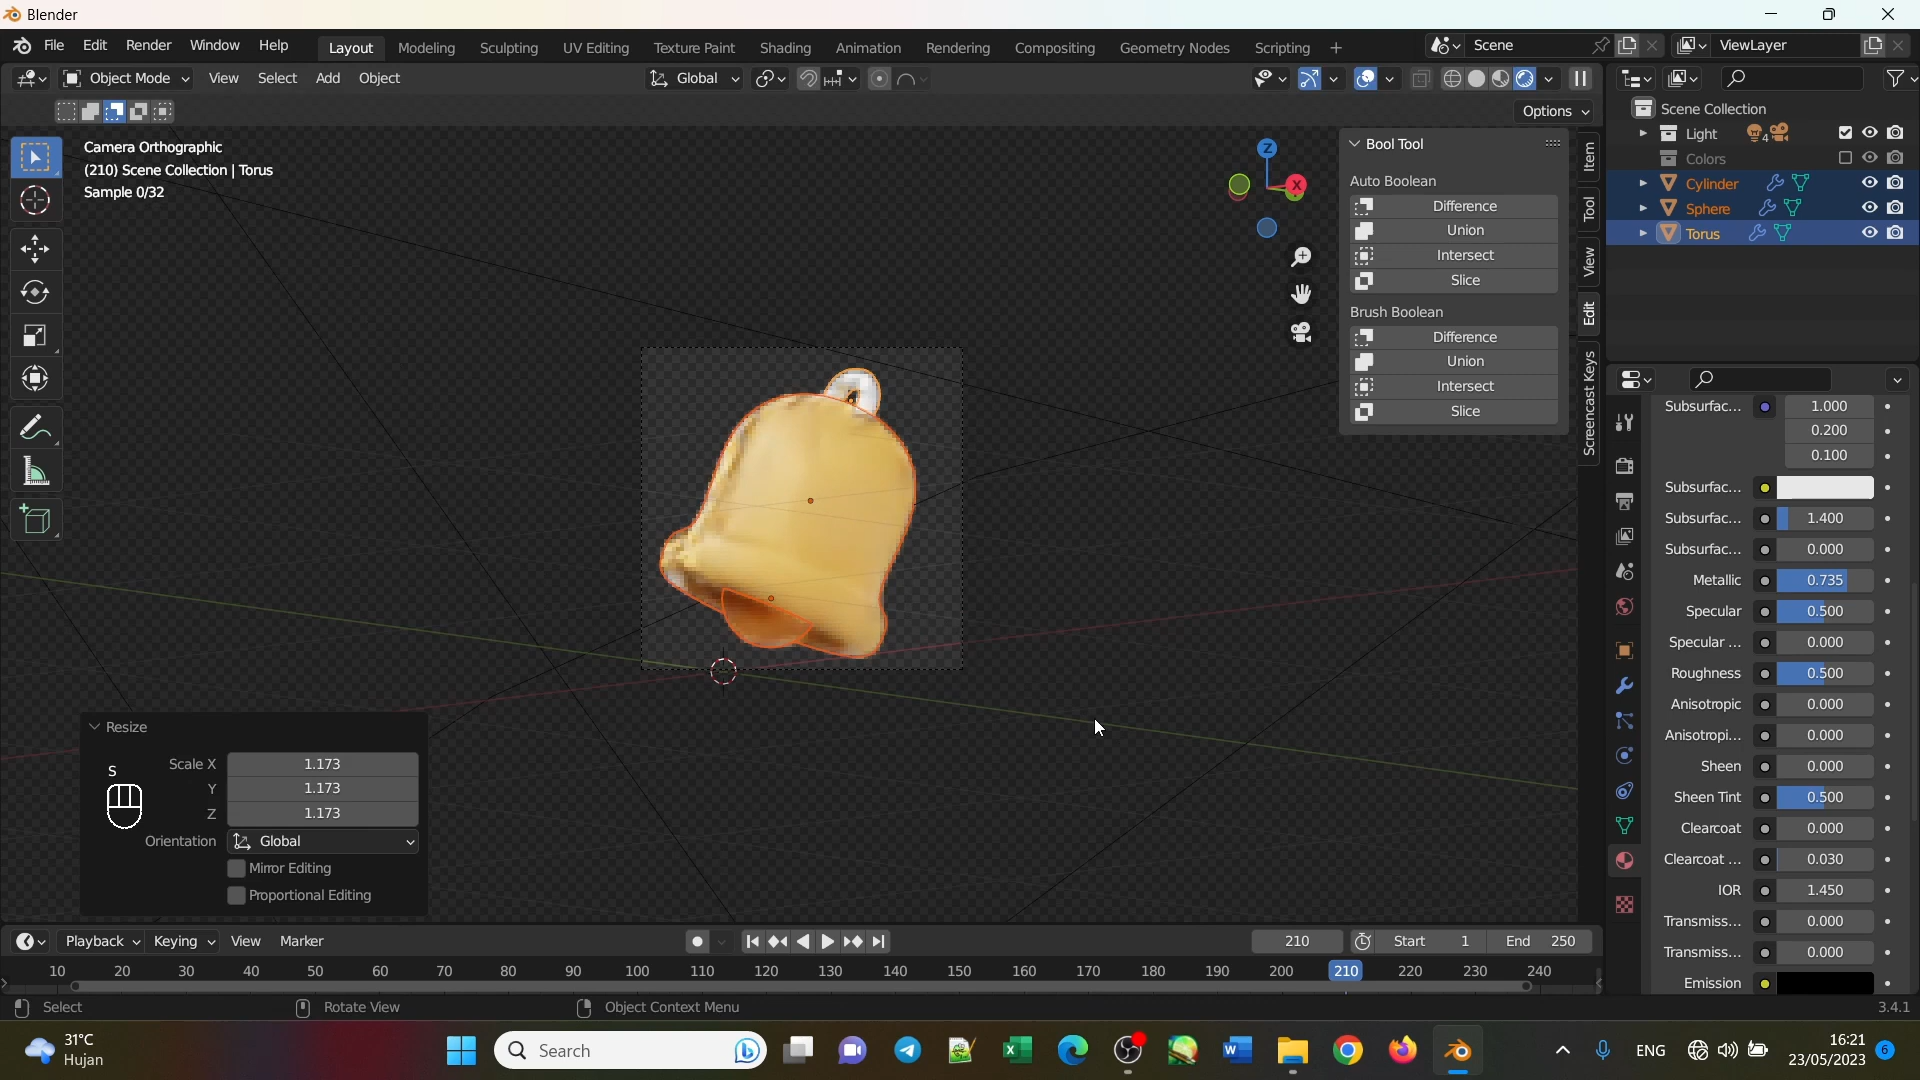 Blender
File Edit Render Window Help Layout Modeling Sculpting UV Editing Texture Paint Shading Animation Rendering Compositing Geometry Nodes Scripting + Scene ViewLayer
Object Mode View Select Add Object Global
Options
Scene Collection
Light 4
Colors
Cylinder
Sphere
Torus
Camera Orthographic
(210) Scene Collection | Torus
Sample 0/32
Z
X
Bool Tool
Auto Boolean
Difference
Union
Intersect
Slice
Brush Boolean
Difference
Union
Intersect
Slice
Item
Tool
View
Edit
Screencast Keys
Subsurfac... 1.000
0.200
0.100
Subsurfac...
Subsurfac... 1.400
Subsurfac... 0.000
Metallic 0.735
Specular 0.500
Specular ... 0.000
Roughness 0.500
Anisotropic 0.000
Anisotropi... 0.000
Sheen 0.000
Sheen Tint 0.500
Clearcoat 0.000
Clearcoat ... 0.030
IOR 1.450
Transmiss... 0.000
Transmiss... 0.000
Emission
Resize
Scale X 1.173
Y 1.173
Z 1.173
Orientation Global
Mirror Editing
Proportional Editing
S
Playback Keying View Marker 210 Start 1 End 250
10 20 30 40 50 60 70 80 90 100 110 120 130 140 150 160 170 180 190 200 210 220 230 240
Select Rotate View Object Context Menu 3.4.1
31°C
Hujan
Search
ENG
16:21
23/05/2023
6